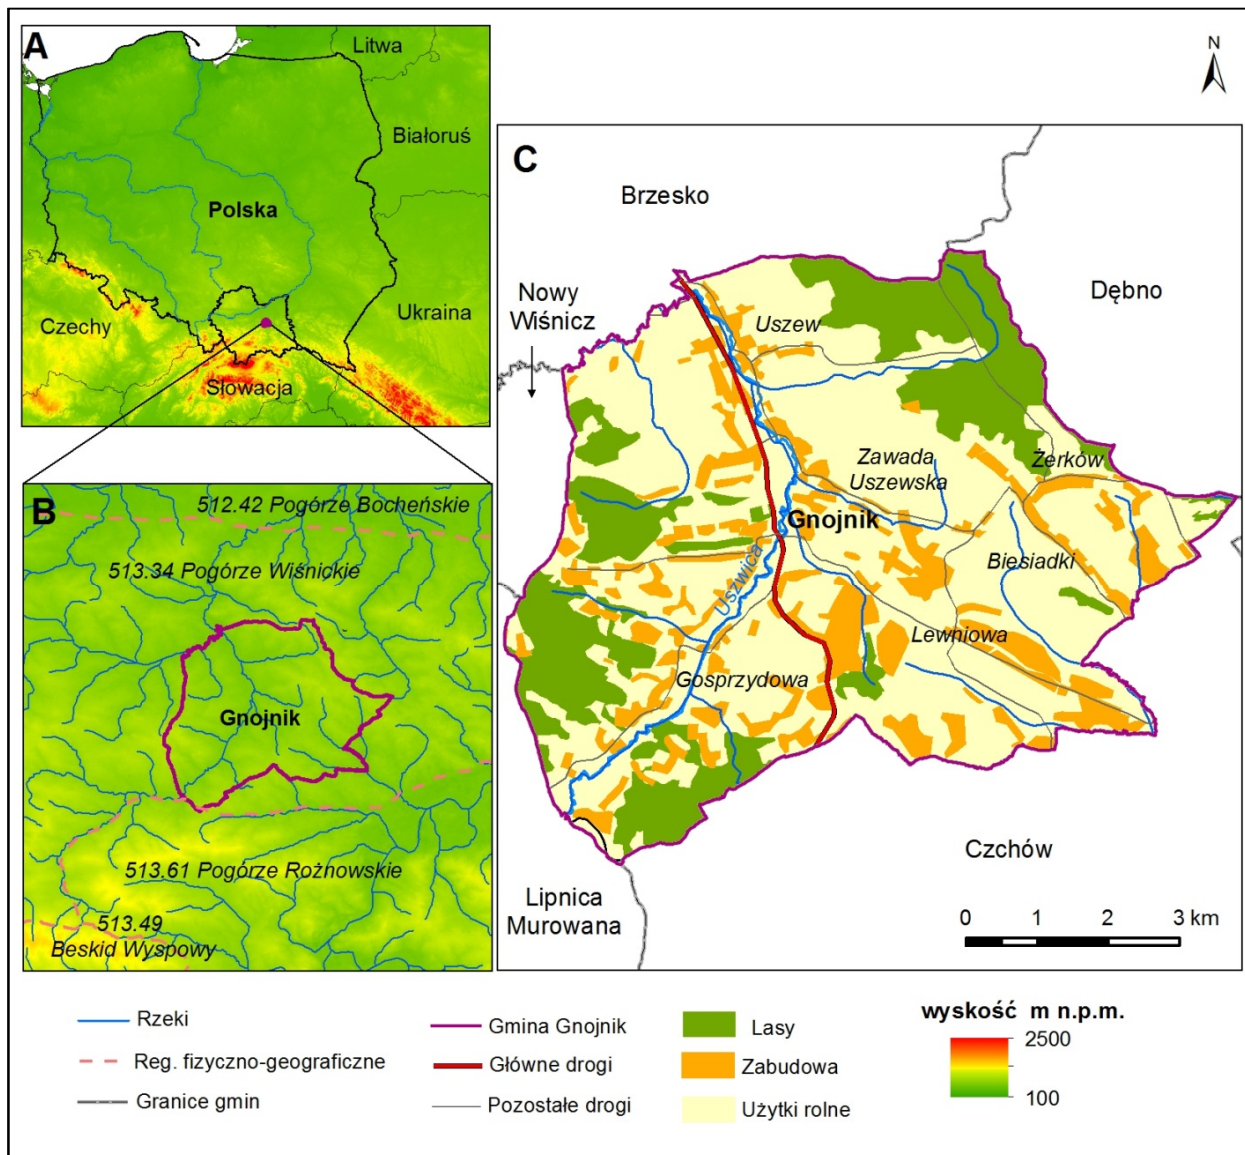 A
Litwa
Białoruś
Polska
Ukraina
Czechy
Słowacja
N
C
Brzesko
Dębno
Nowy
Wiśnicz
Uszew
Zawada
Uszewska
Żerków
Gnojnik
Biesiadki
Uszwica
Lewniowa
Gosprzydowa
Czchów
Lipnica
Murowana
0 1 2 3 km
B
512.42 Pogórze Bocheńskie
513.34 Pogórze Wiśnickie
Gnojnik
513.61 Pogórze Rożnowskie
513.49
Beskid Wyspowy
Rzeki
Reg. fizyczno-geograficzne
Granice gmin
Gmina Gnojnik
Główne drogi
Pozostałe drogi
Lasy
Zabudowa
Użytki rolne
wyskość m n.p.m.
2500
100